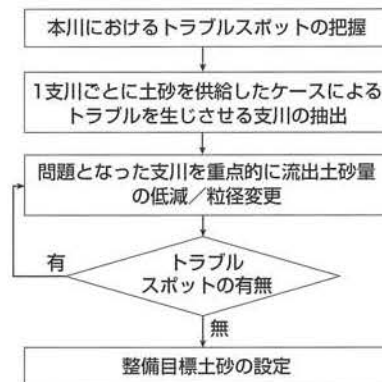 本川におけるトラブルスポットの把握
1支川ごとに土砂を供給したケースによる
トラブルを生じさせる支川の抽出
問題となった支川を重点的に流出土砂量
の低減／粒径変更
有
トラブル
スポットの有無
無
整備目標土砂の設定